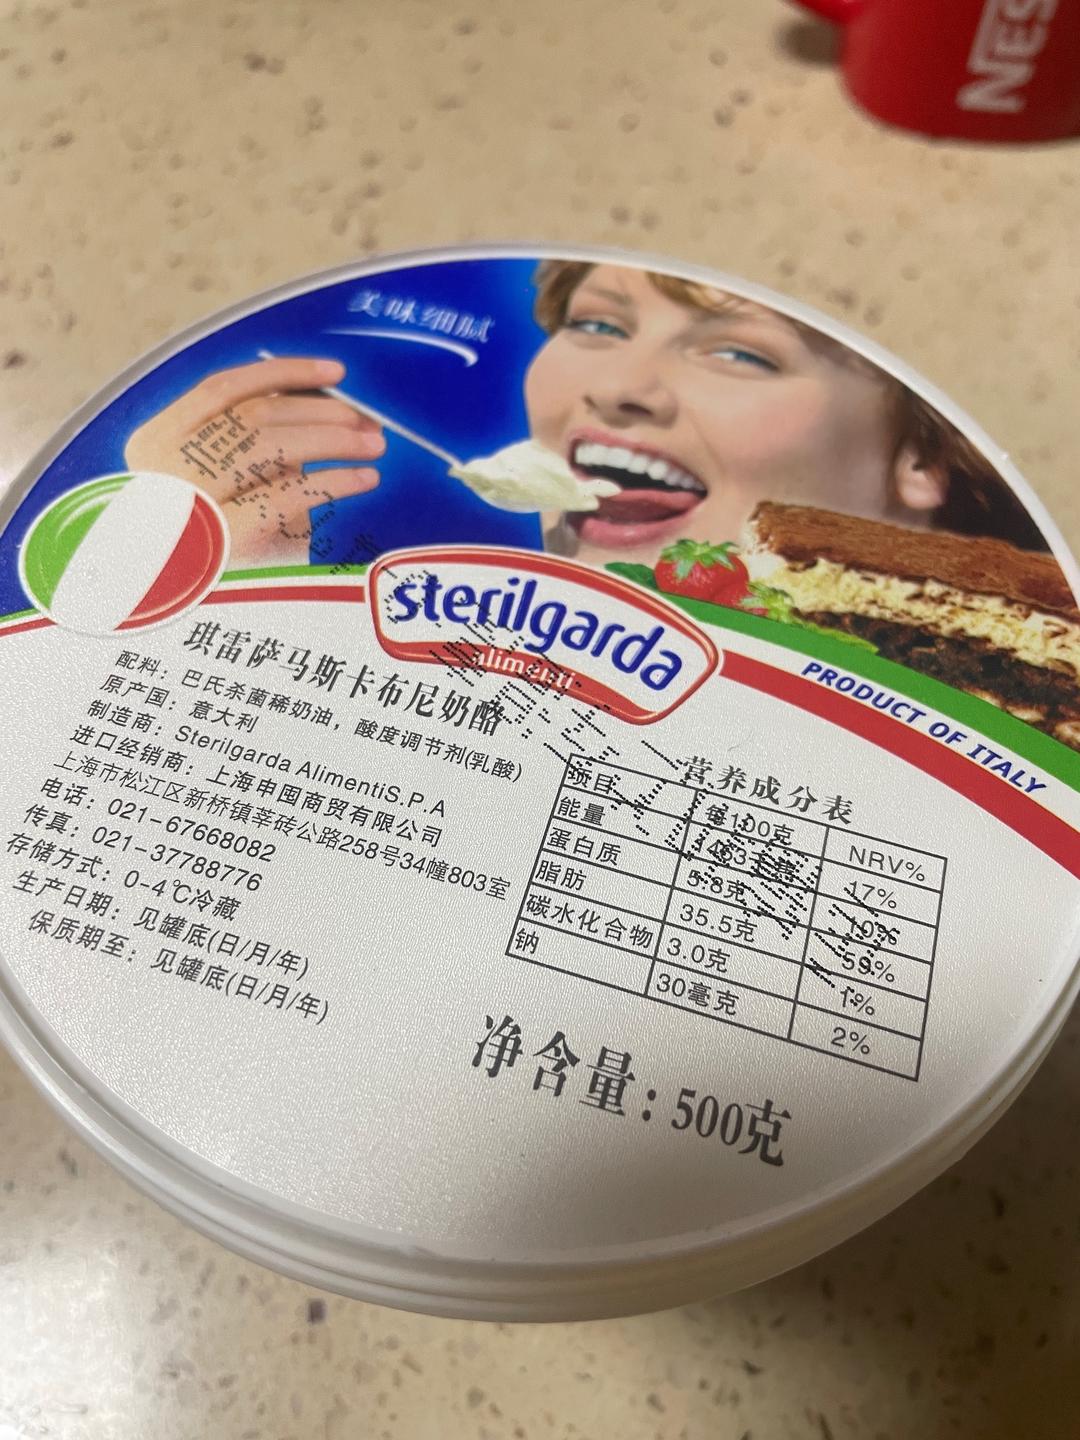 NES
美味细腻
sterilgarda
alimenti
PRODUCT OF ITALY
琪雷萨马斯卡布尼奶酪
配料：巴氏杀菌稀奶油，酸度调节剂(乳酸)
原产国：意大利
制造商：Sterilgarda AlimentiS.P.A
进口经销商：上海申国商贸有限公司
上海市松江区新桥镇莘砖公路258号34幢803室
电话：021-67668082
传真：021-37788776
存储方式：0-4℃冷藏
生产日期：见罐底(日/月/年)
保质期至：见罐底(日/月/年)
营养成分表
项目 每100克 NRV%
能量 1463千焦 17%
蛋白质 5.8克 10%
脂肪 35.5克 59%
碳水化合物 3.0克 1%
钠 30毫克 2%
净含量：500克